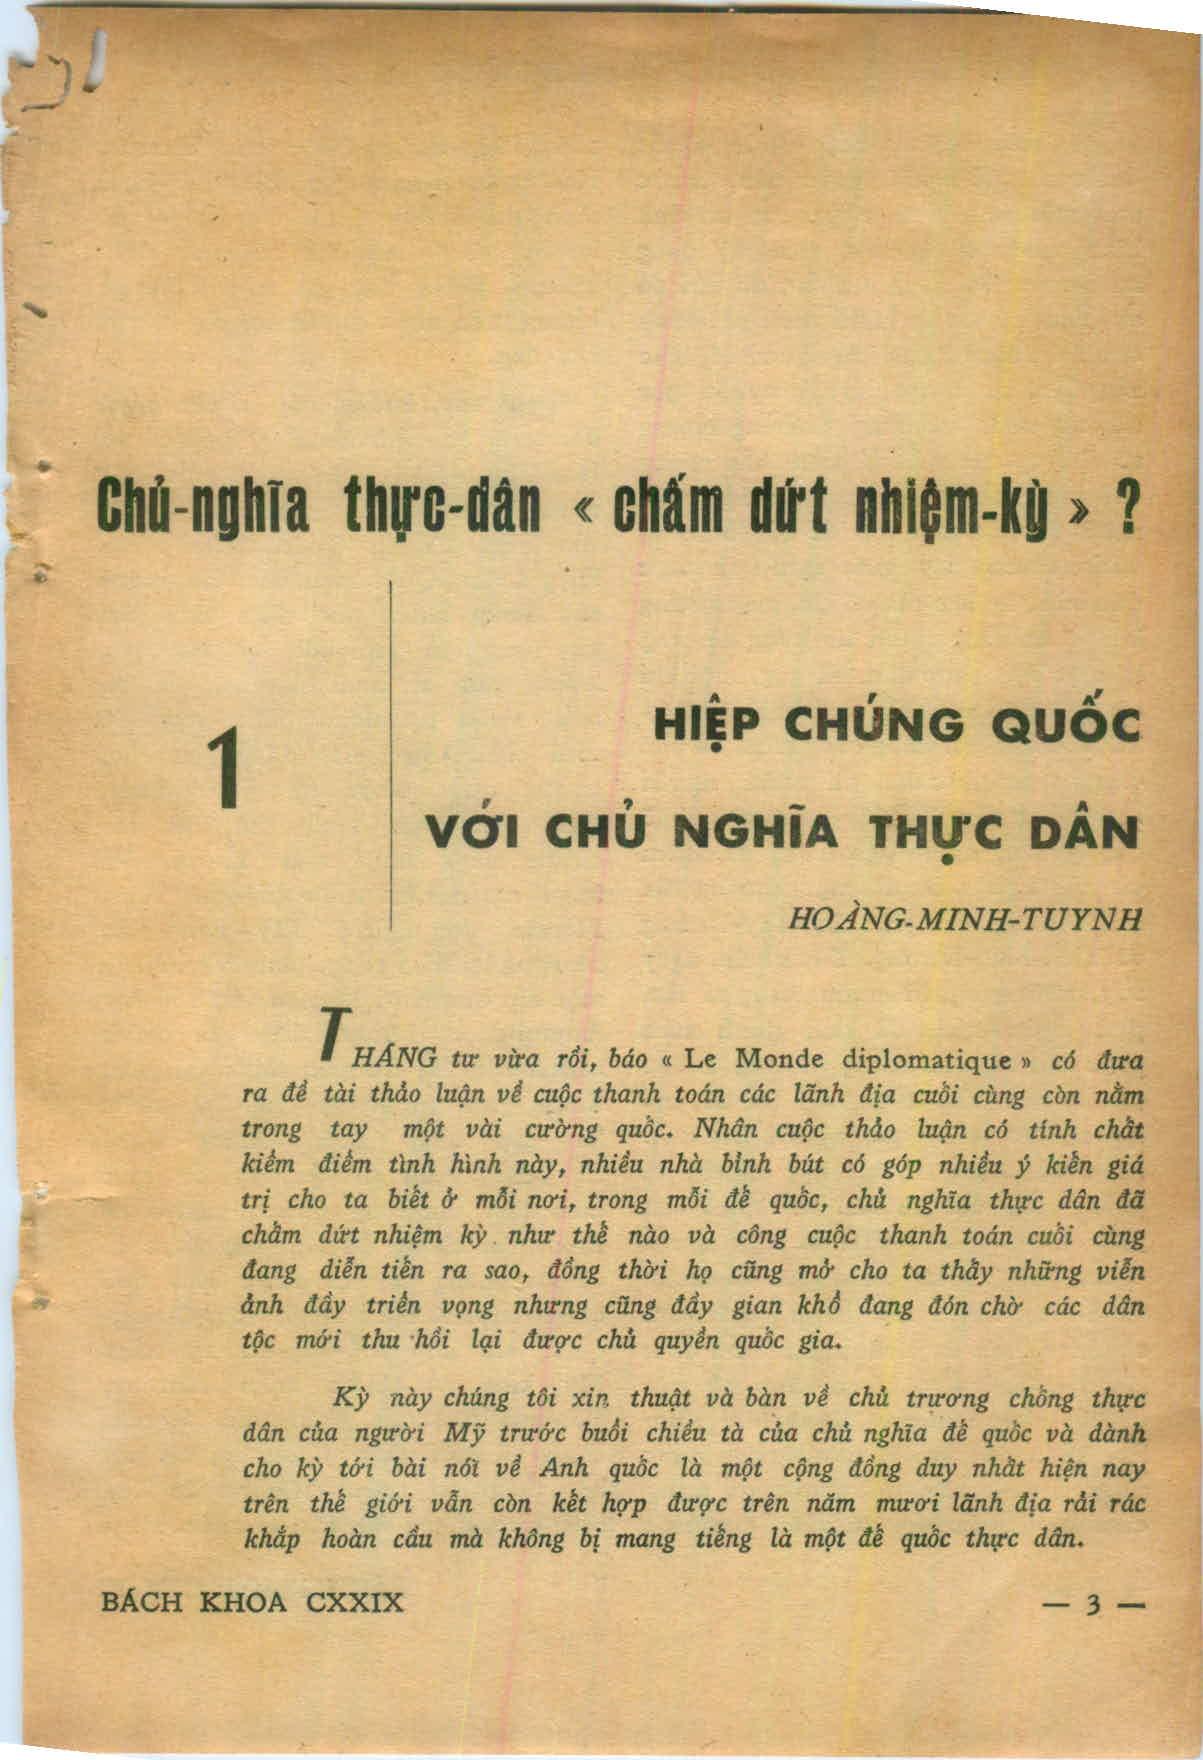 Chủ-nghĩa thực-dân « chấm dứt nhiệm-kỳ » ?
1
HIỆP CHÚNG QUỐC
VỚI CHỦ NGHĨA THỰC DÂN
HOÀNG-MINH-TUYNH
THÁNG tư vừa rồi, báo « Le Monde diplomatique » có đưa
ra đề tài thảo luận về cuộc thanh toán các lãnh địa cuối cùng còn nằm
trong tay một vài cường quốc. Nhân cuộc thảo luận có tính chất
kiểm điểm tình hình này, nhiều nhà bình bút có góp nhiều ý kiến giá
trị cho ta biết ở mỗi nơi, trong mỗi đế quốc, chủ nghĩa thực dân đã
chấm dứt nhiệm kỳ như thế nào và công cuộc thanh toán cuối cùng
đang diễn tiến ra sao, đồng thời họ cũng mở cho ta thấy những viễn
ảnh đầy triển vọng nhưng cũng đầy gian khổ đang đón chờ các dân
tộc mới thu hồi lại được chủ quyền quốc gia.
Kỳ này chúng tôi xin thuật và bàn về chủ trương chống thực
dân của người Mỹ trước buổi chiều tà của chủ nghĩa đế quốc và dành
cho kỳ tới bài nói về Anh quốc là một cộng đồng duy nhất hiện nay
trên thế giới vẫn còn kết hợp được trên năm mươi lãnh địa rải rác
khắp hoàn cầu mà không bị mang tiếng là một đế quốc thực dân.
BÁCH KHOA CXXIX
— 3 —